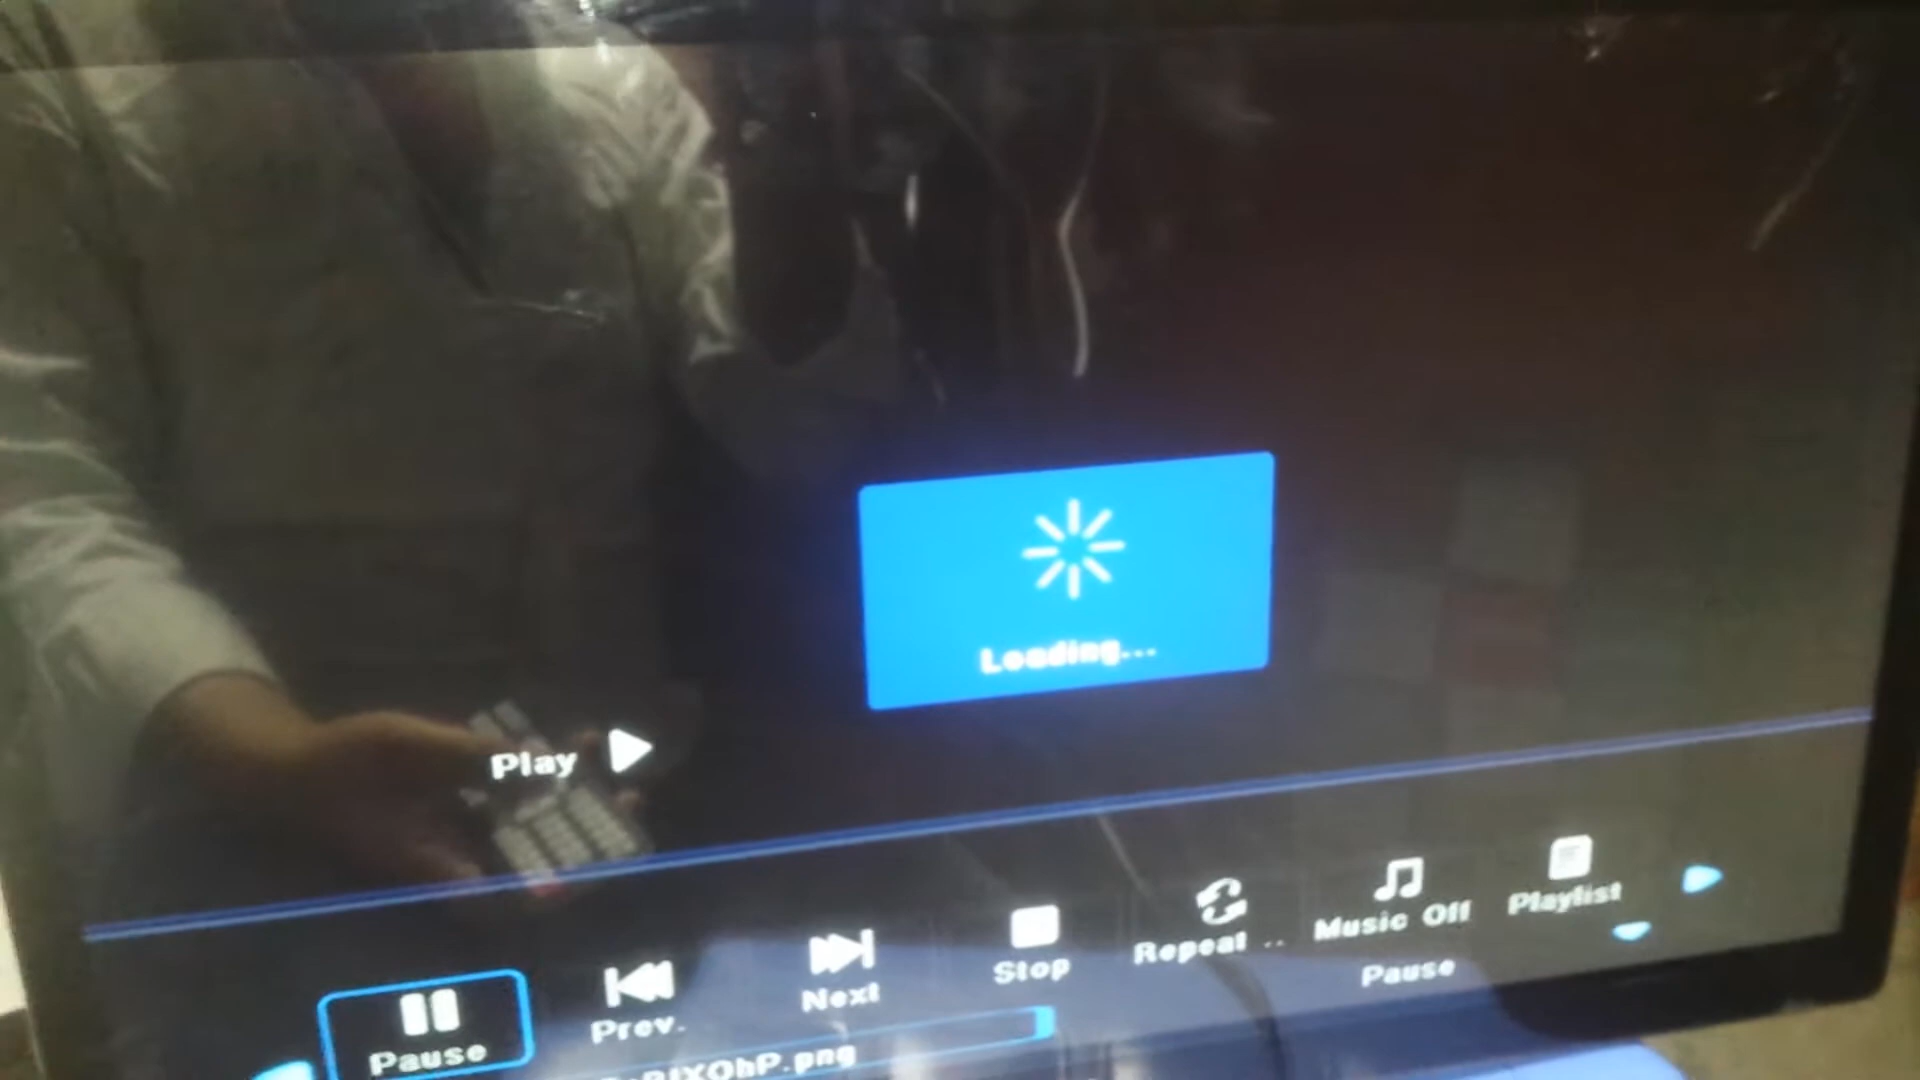 Loading...
Play
Pause
Prev.
Next
Stop
Repeat ..
Music Off
Playlist
Pause